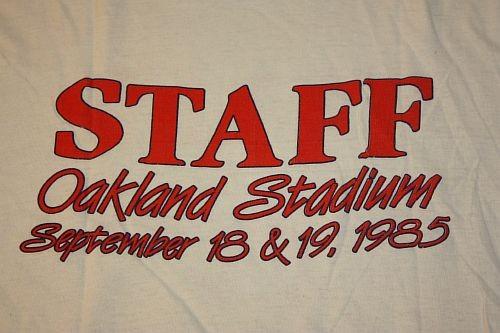 STAFF
Oakland Stadium
September 18 & 19, 1985